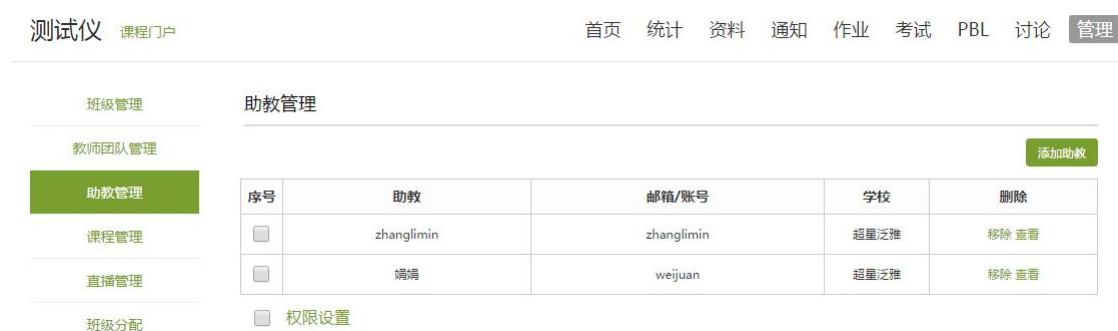 测试仪 课程门户 首页 统计 资料 通知 作业 考试 PBL 讨论 管理
班级管理
教师团队管理
助教管理
课程管理
直播管理
班级分配
助教管理
添加助教
序号 助教 邮箱/账号 学校 删除
zhanglimin zhanglimin 超星泛雅 移除 查看
娟娟 weijuan 超星泛雅 移除 查看
权限设置